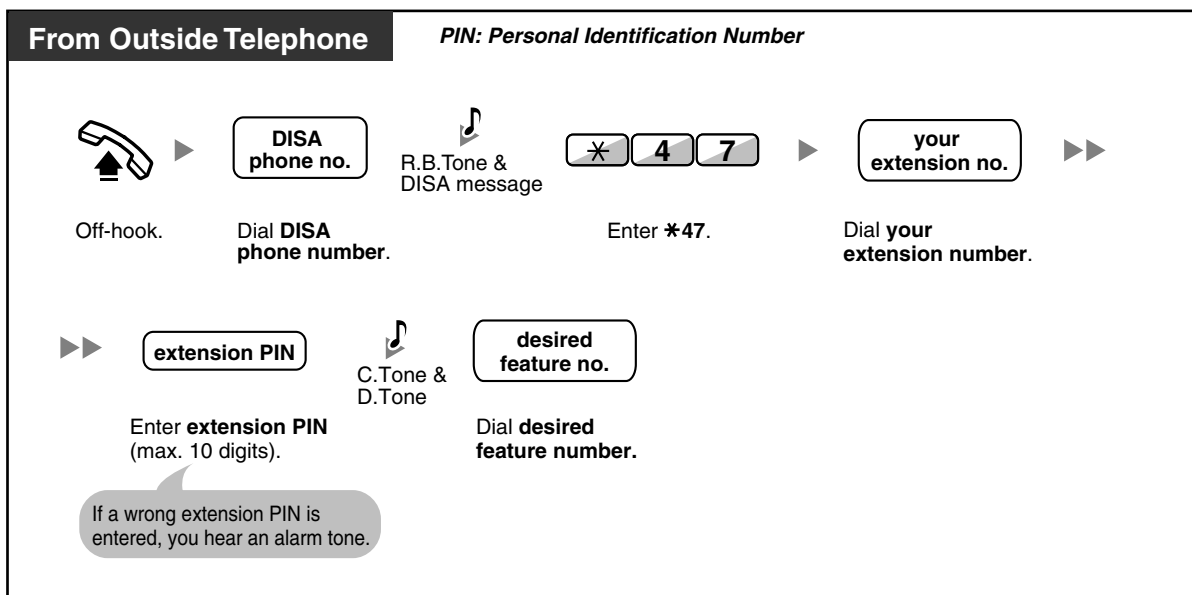 From Outside Telephone
PIN: Personal Identification Number
DISA
phone no.
R.B.Tone &
DISA message
* 4 7
your
extension no.
Off-hook.
Dial DISA
phone number.
Enter *47.
Dial your
extension number.
extension PIN
C.Tone &
D.Tone
desired
feature no.
Enter extension PIN
(max. 10 digits).
Dial desired
feature number.
If a wrong extension PIN is
entered, you hear an alarm tone.